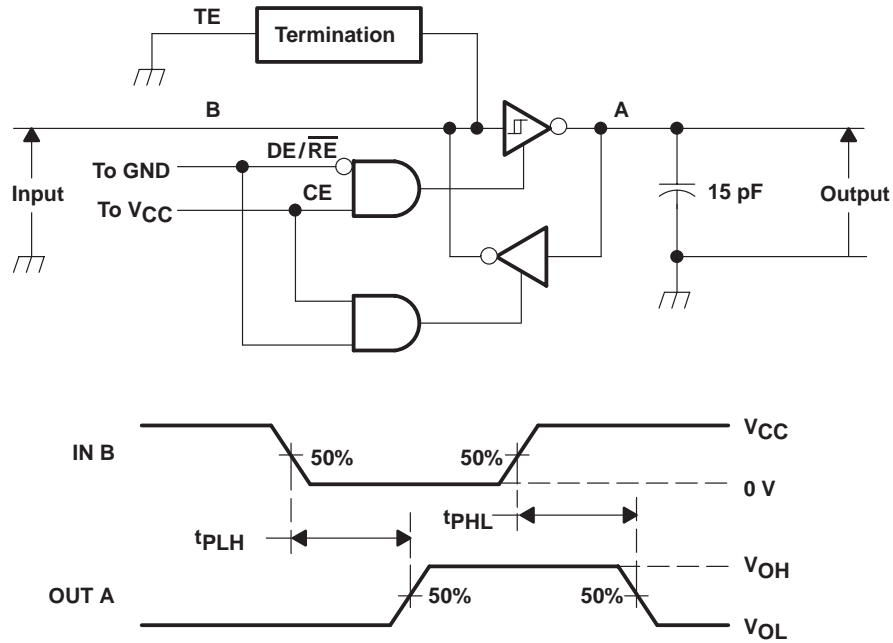 TE
Termination
B
A
DE/RE
To GND
CE
To VCC
Input
15 pF
Output
IN B
50%
50%
VCC
0 V
tPLH
tPHL
OUT A
50%
50%
VOH
VOL